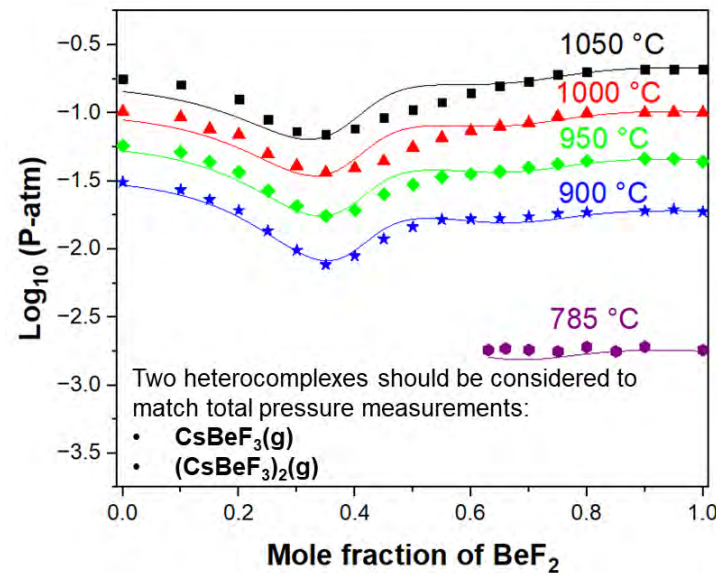 −0.5
−1.0
−1.5
−2.0
−2.5
−3.0
−3.5
Log₁₀ (P-atm)
1050 °C
1000 °C
950 °C
900 °C
785 °C
Two heterocomplexes should be considered to
match total pressure measurements:
• CsBeF₃(g)
• (CsBeF₃)₂(g)
0.0 0.2 0.4 0.6 0.8 1.0
Mole fraction of BeF₂